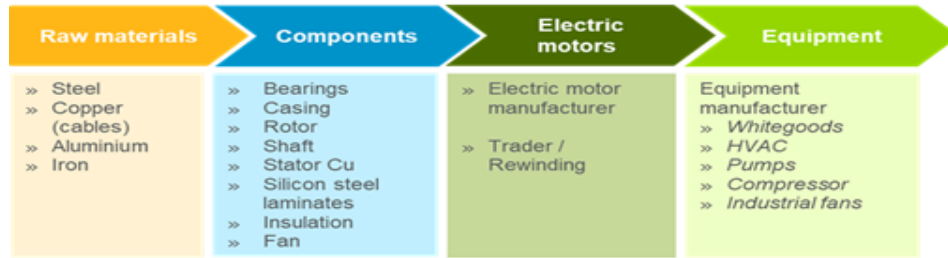 Raw materials
Components
Electric
motors
Equipment
» Steel
» Copper
(cables)
» Aluminium
» Iron
» Bearings
» Casing
» Rotor
» Shaft
» Stator Cu
» Silicon steel
laminates
» Insulation
» Fan
» Electric motor
manufacturer
» Trader /
Rewinding
Equipment
manufacturer
» Whitegoods
» HVAC
» Pumps
» Compressor
» Industrial fans